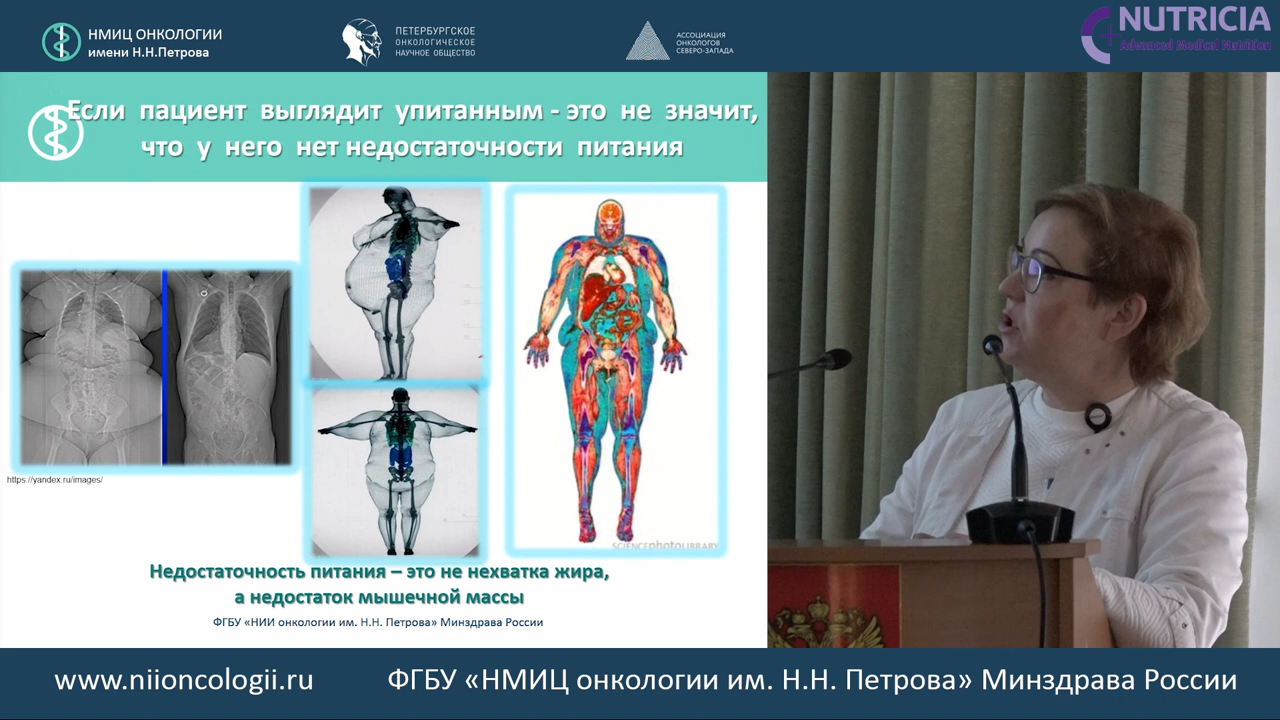 НМИЦ ОНКОЛОГИИ
имени Н.Н.Петрова
ПЕТЕРБУРГСКОЕ
ОНКОЛОГИЧЕСКОЕ
НАУЧНОЕ ОБЩЕСТВО
АССОЦИАЦИЯ
ОНКОЛОГОВ
СЕВЕРО-ЗАПАДА
NUTRICIA
Advanced Medical Nutrition
Если пациент выглядит упитанным - это не значит,
что у него нет недостаточности питания
https://yandex.ru/images/
SCIENCEphotoLIBRARY
Недостаточность питания – это не нехватка жира,
а недостаток мышечной массы
ФГБУ «НИИ онкологии им. Н.Н. Петрова» Минздрава России
www.niioncologii.ru
ФГБУ «НМИЦ онкологии им. Н.Н. Петрова» Минздрава России